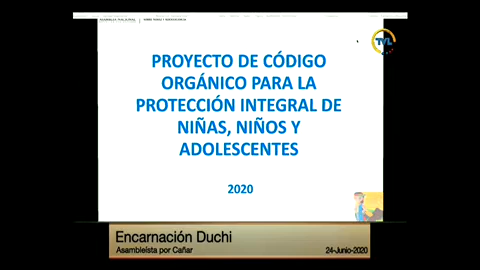 TVL
PROYECTO DE CÓDIGO
ORGÁNICO PARA LA
PROTECCIÓN INTEGRAL DE
NIÑAS, NIÑOS Y
ADOLESCENTES
2020
Encarnación Duchi
Asambleísta por Cañar
24-Junio-2020